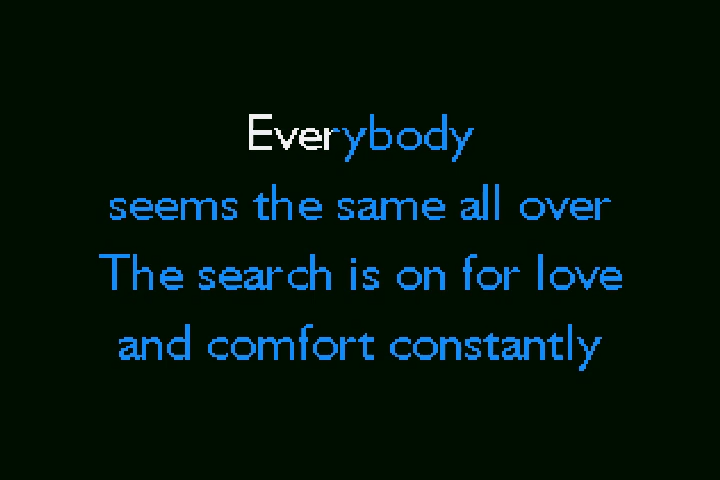 Everybody
seems the same all over
The search is on for love
and comfort constantly